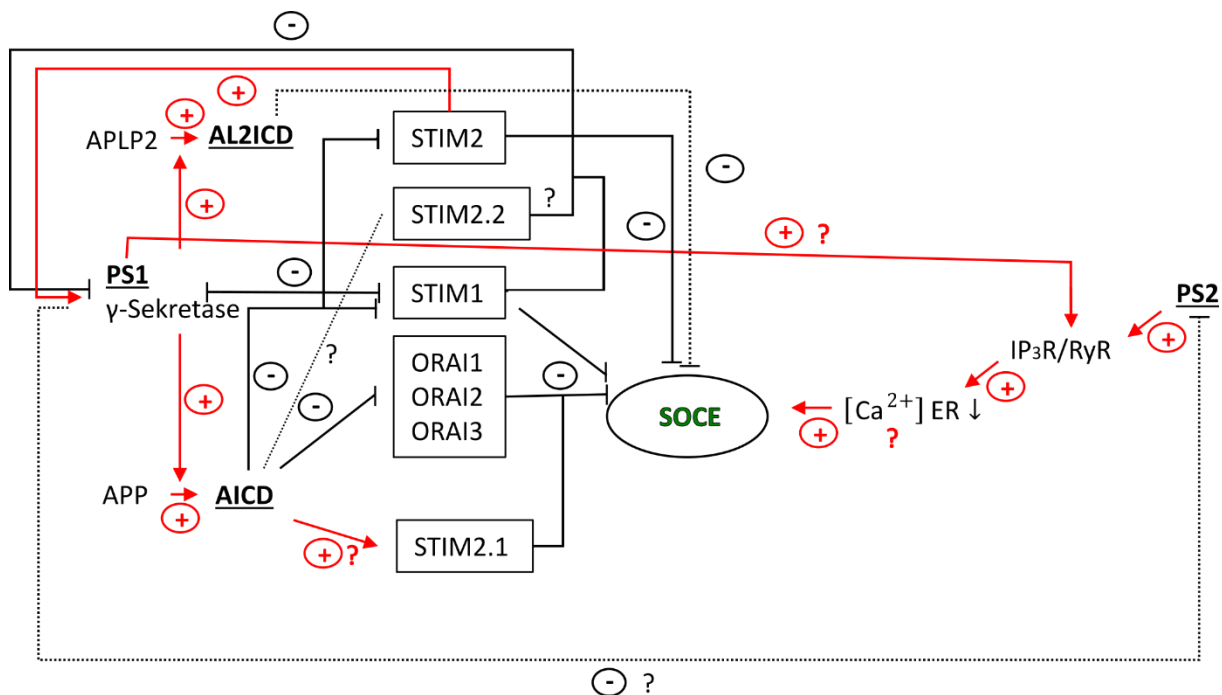 -
+
+
APLP2
AL2ICD
STIM2
-
+
STIM2.2
?
-
+ ?
PS1
γ-Sekretase
-
STIM1
PS2
+
IP₃R/RyR
?
ORAI1
ORAI2
ORAI3
-
-
-
+
+
SOCE
[Ca²⁺] ER ↓
+
?
APP
+
AICD
+ ?
STIM2.1
- ?